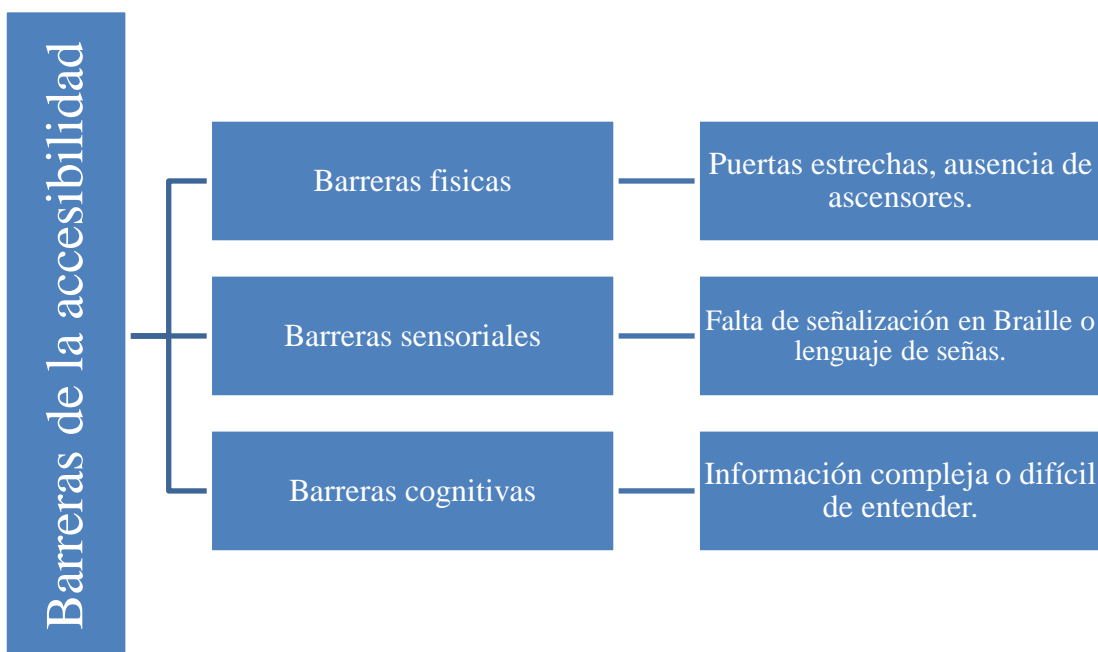 Barreras de la accesibilidad
Barreras fisicas
Puertas estrechas, ausencia de
ascensores.
Barreras sensoriales
Falta de señalización en Braille o
lenguaje de señas.
Barreras cognitivas
Información compleja o difícil
de entender.